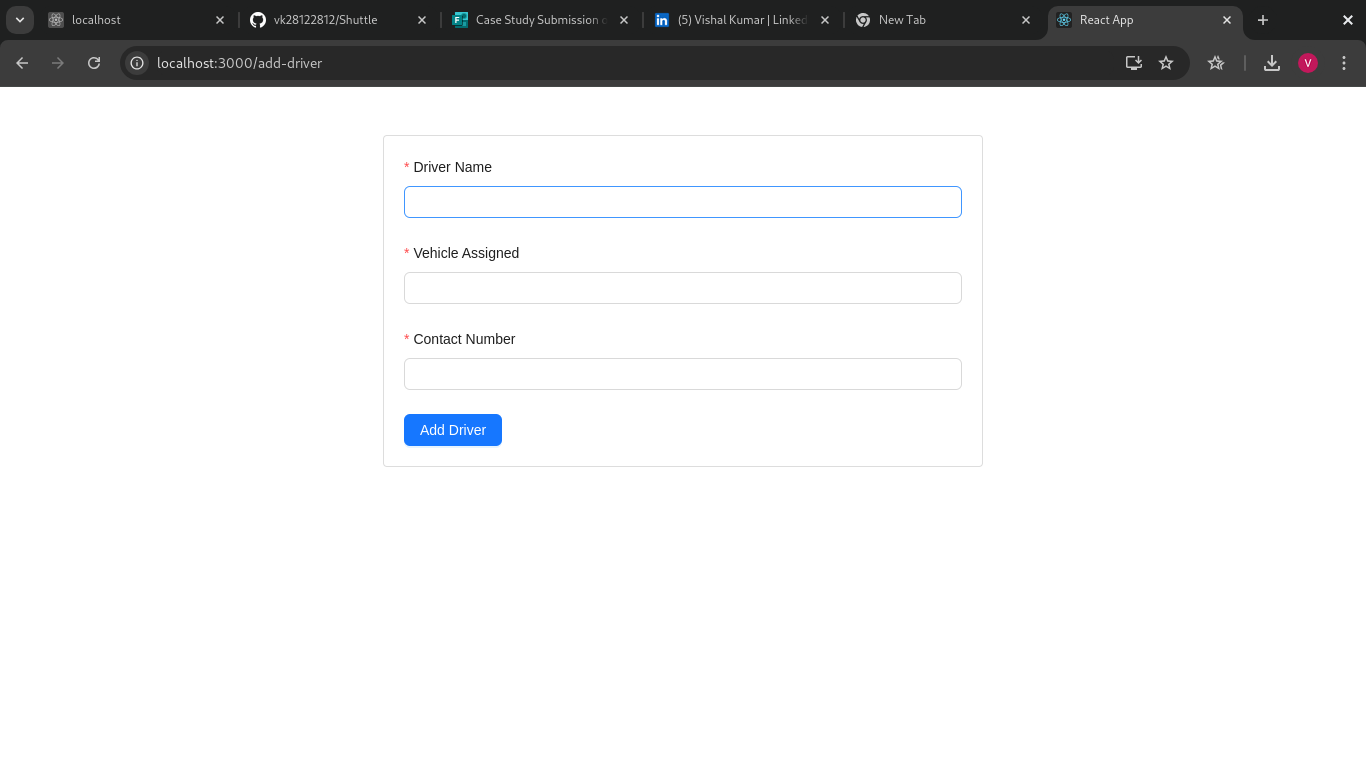 localhost
vk28122812/Shuttle
Case Study Submission
(5) Vishal Kumar | Linked
New Tab
React App
localhost:3000/add-driver
V
* Driver Name
* Vehicle Assigned
* Contact Number
Add Driver